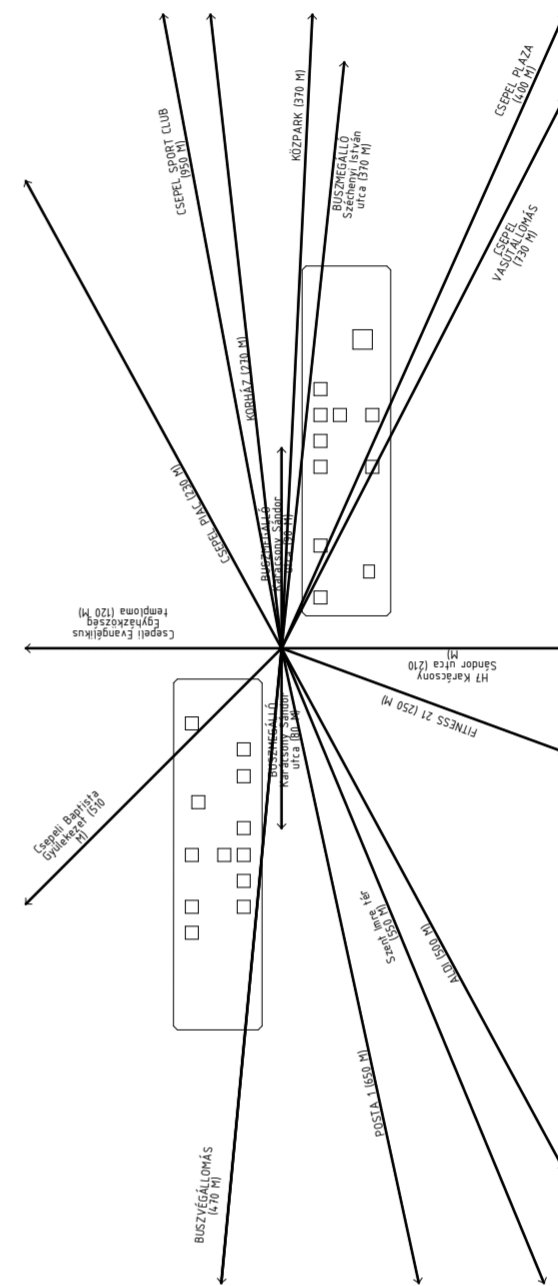 CSEPEL SPORT CLUB
(950 M)
KÖZPARK (370 M)
BUSZMEGÁLLÓ
Széchenyi István
utca (370 M)
CSEPEL PLAZA
(400 M)
CSEPEL
VASÚTÁLLOMÁS
(730 M)
KÓRHÁZ (270 M)
CSEPEL PIAC (230 M)
BUSZMEGÁLLÓ
Karácsony Sándor
utca (90 M)
Csepeli Evangélikus
Egyházközség
temploma (120 M)
H7 Karácsony
Sándor utca (210
M)
FITNESS 21 (250 M)
BUSZMEGÁLLÓ
Karácsony Sándor
utca (80 M)
Csepeli Baptista
Gyülekezet (510
M)
Szent Imre tér
(550 M)
ALDI (500 M)
POSTA 1 (650 M)
BUSZVÉGÁLLOMÁS
(470 M)